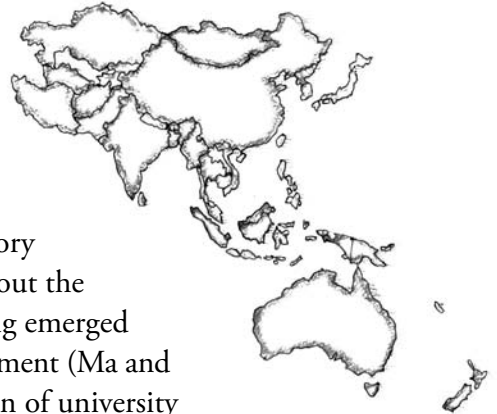 ory
out the
g emerged
ment (Ma and
n of university